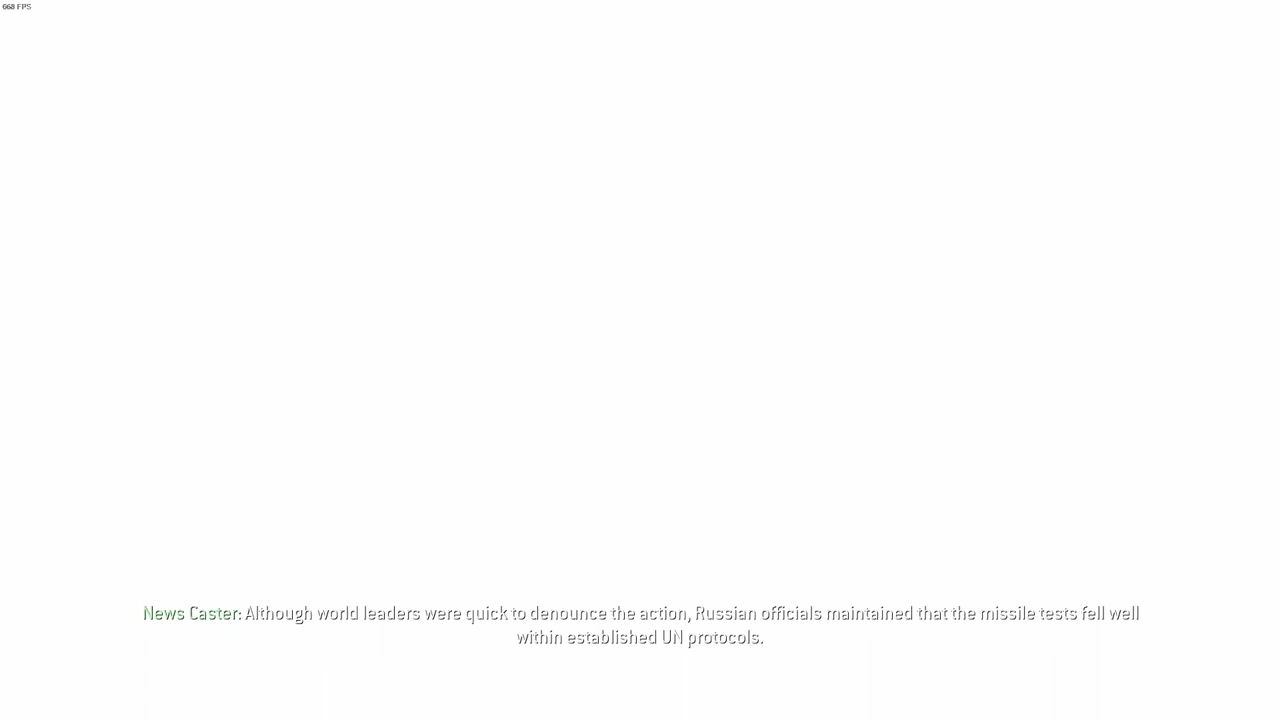 668 FPS
News Caster: Although world leaders were quick to denounce the action, Russian officials maintained that the missile tests fell well
within established UN protocols.